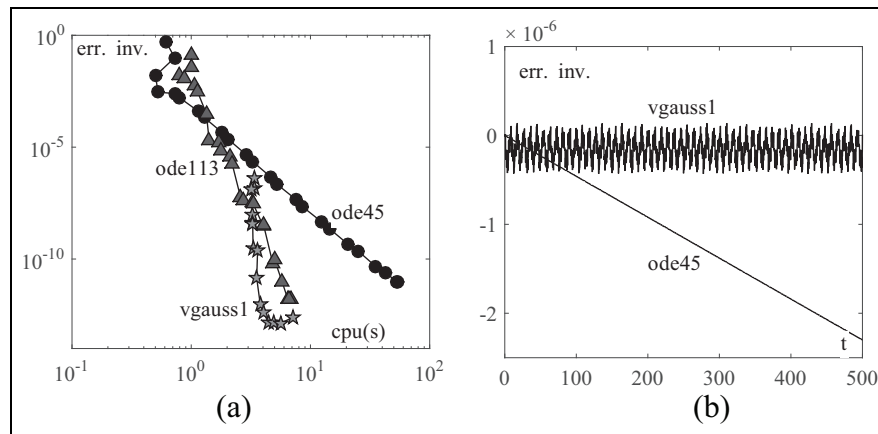 10^0
err. inv.
10^-5
ode113
ode45
10^-10
vgauss1
cpu(s)
10^-1
10^0
10^1
10^2
(a)
1
× 10^-6
err. inv.
vgauss1
0
-1
ode45
-2
t
0
100
200
300
400
500
(b)